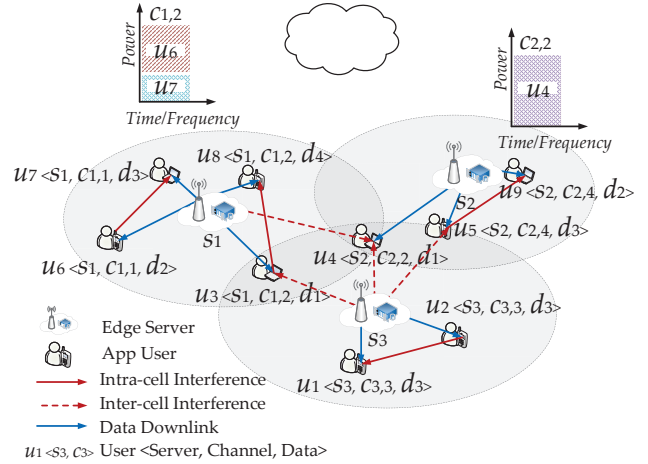 C1,2
Power
u6
u7
Time/Frequency
C2,2
Power
u4
Time/Frequency
u8 <S1, C1,2, d4>
u7 <S1, C1,1, d3>
S1
u6 <S1, C1,1, d2>
S2
u9 <S2, C2,4, d2>
u5 <S2, C2,4, d3>
u4 <S2, C2,2, d1>
u3 <S1, C1,2, d1>
u2 <S3, C3,3, d3>
S3
u1 <S3, C3,3, d3>
Edge Server
App User
Intra-cell Interference
Inter-cell Interference
Data Downlink
u1 <S3, C3> User <Server, Channel, Data>